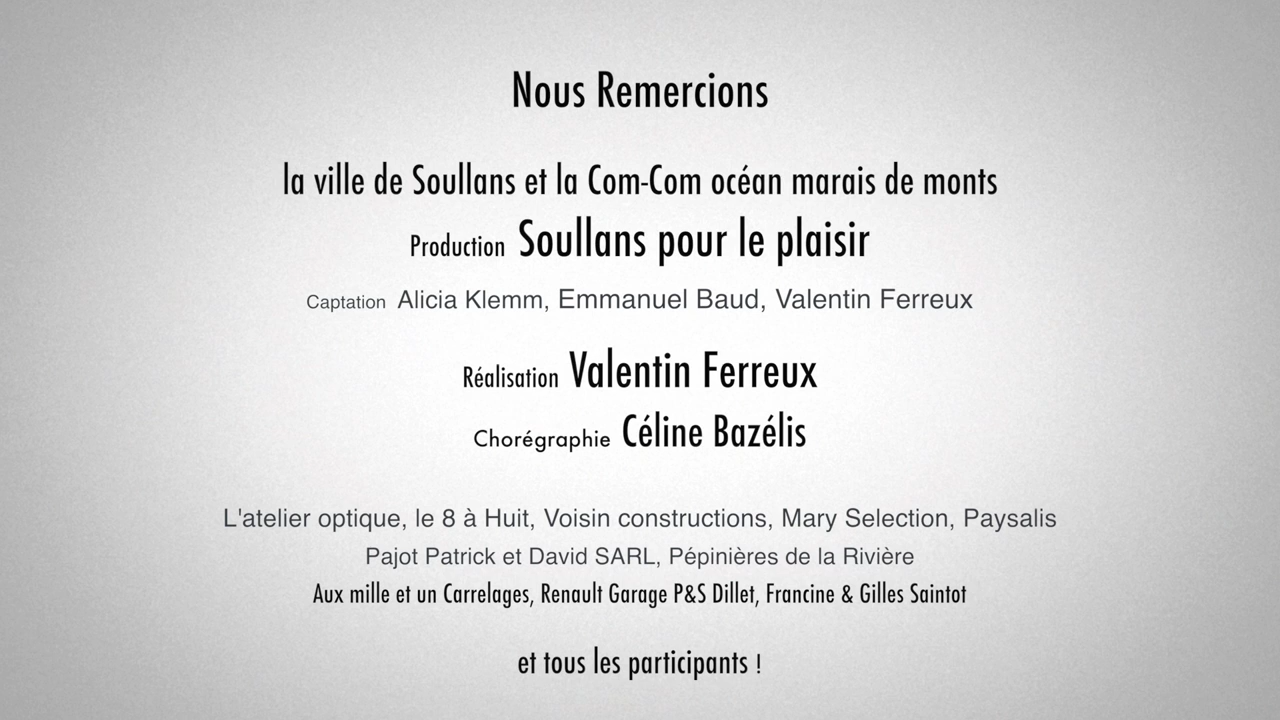 Nous Remercions
la ville de Soullans et la Com-Com océan marais de monts
Production Soullans pour le plaisir
Captation Alicia Klemm, Emmanuel Baud, Valentin Ferreux
Réalisation Valentin Ferreux
Chorégraphie Céline Bazélis
L'atelier optique, le 8 à Huit, Voisin constructions, Mary Selection, Paysalis
Pajot Patrick et David SARL, Pépinières de la Rivière
Aux mille et un Carrelages, Renault Garage P&S Dillet, Francine & Gilles Saintot
et tous les participants !